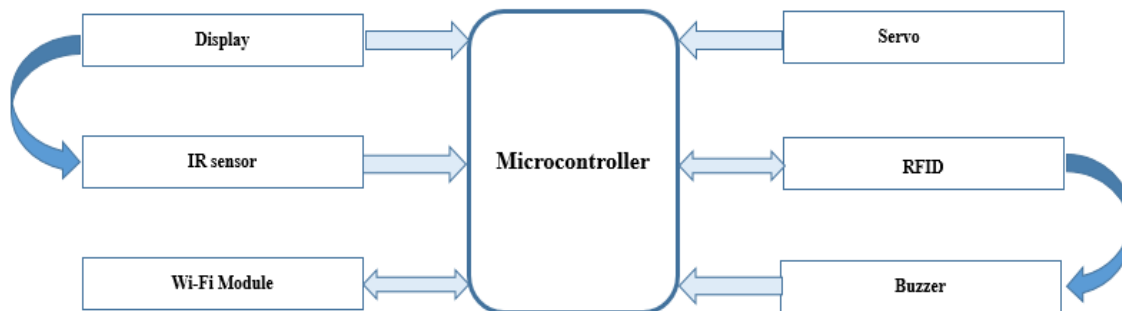 Display
Servo
IR sensor
Microcontroller
RFID
Wi-Fi Module
Buzzer